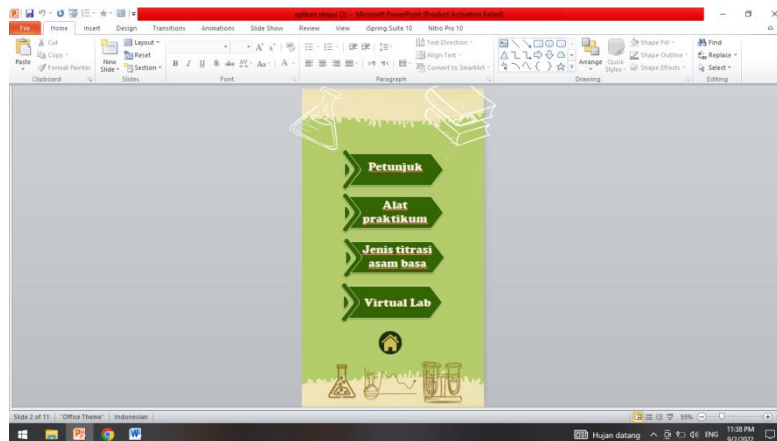 aplikasi skripsi (2) - Microsoft PowerPoint (Product Activation Failed)
File Home Insert Design Transitions Animations Slide Show Review View iSpring Suite 10 Nitro Pro 10
Cut
Copy
Format Painter
Paste
Clipboard
New Slide
Layout
Reset
Section
Slides
B I U S abc AV Aa A
Font
Text Direction
Align Text
Convert to SmartArt
Paragraph
Arrange
Quick Styles
Shape Fill
Shape Outline
Shape Effects
Drawing
Find
Replace
Select
Editing
Petunjuk
Alat
praktikum
Jenis titrasi
asam basa
Virtual Lab
Slide 2 of 11 "Office Theme" Indonesian 55%
Hujan datang ENG 11:38 PM
9/2/2022